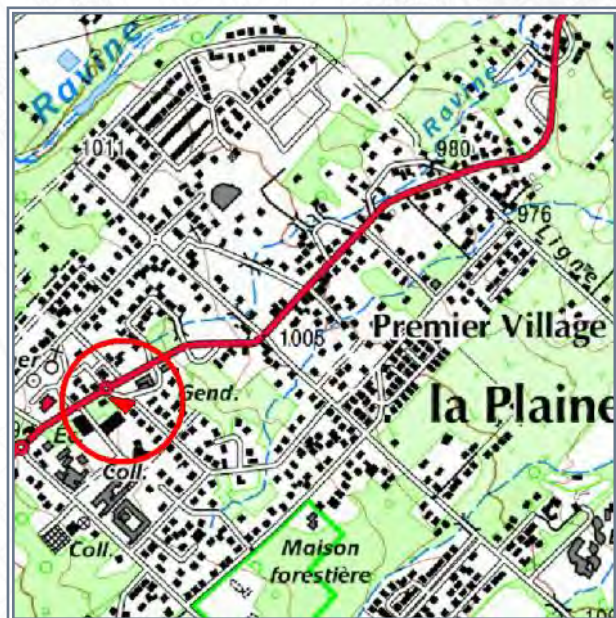 Ravine
1011
Ravine
980
976
Ligne
1005
Premier Village
la Plaine
Gend.
Coll.
Coll.
Maison
forestière